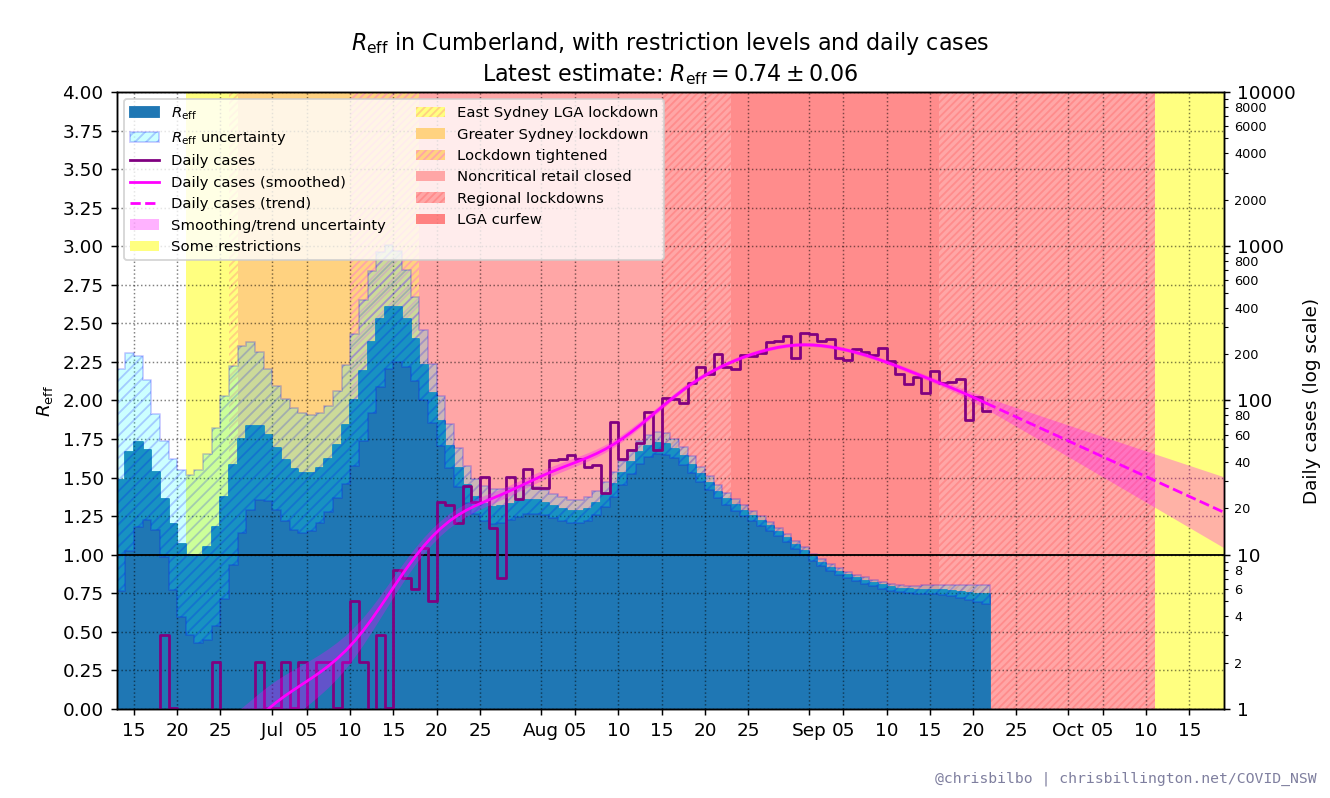 R_eff in Cumberland, with restriction levels and daily cases
Latest estimate: R_eff = 0.74 ± 0.06
R_eff
R_eff uncertainty
Daily cases
Daily cases (smoothed)
Daily cases (trend)
Smoothing/trend uncertainty
Some restrictions
East Sydney LGA lockdown
Greater Sydney lockdown
Lockdown tightened
Noncritical retail closed
Regional lockdowns
LGA curfew
4.00
3.75
3.50
3.25
3.00
2.75
2.50
2.25
2.00
1.75
1.50
1.25
1.00
0.75
0.50
0.25
0.00
R_eff
10000
8000
6000
4000
2000
1000
800
600
400
200
100
80
60
40
20
10
8
6
4
2
1
Daily cases (log scale)
15 20 25 Jul 05 10 15 20 25 Aug 05 10 15 20 25 Sep 05 10 15 20 25 Oct 05 10 15
@chrisbilbo | chrisbillington.net/COVID_NSW